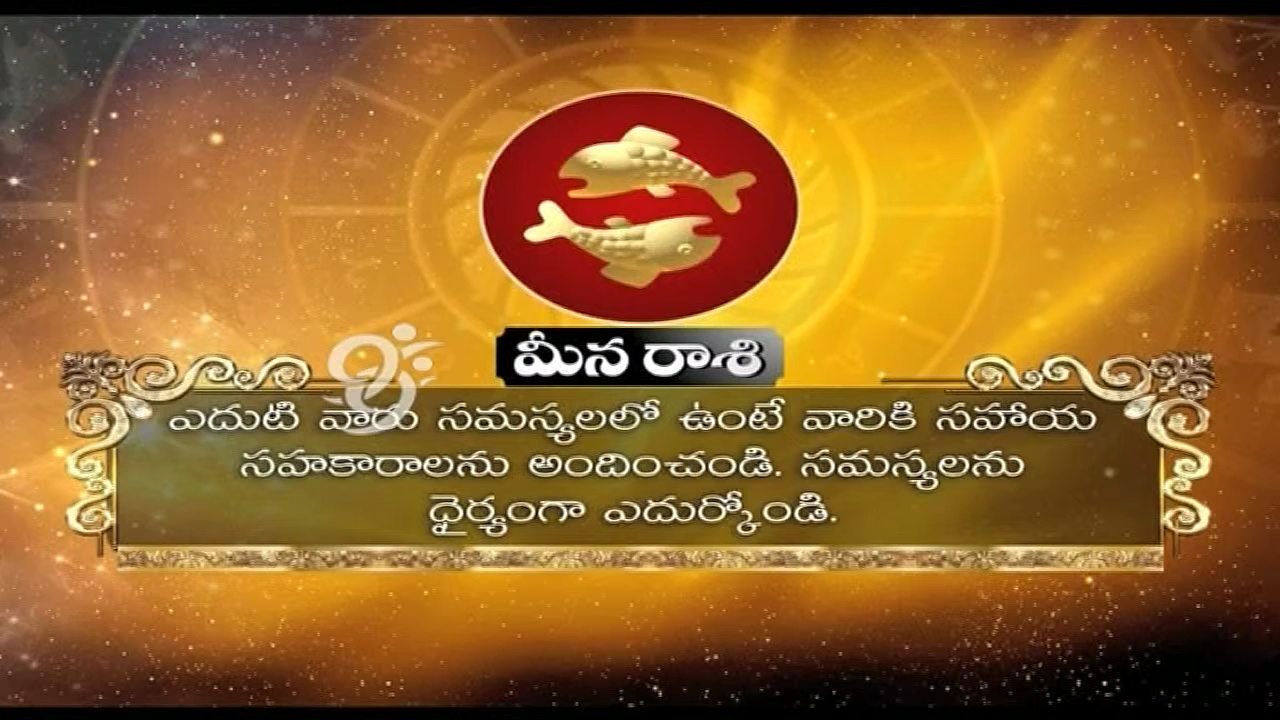 మీన రాశి
ఎదుటి వారు సమస్యలలో ఉంటే వారికి సహాయ
సహకారాలను అందించండి. సమస్యలను
ధైర్యంగా ఎదుర్కోండి.